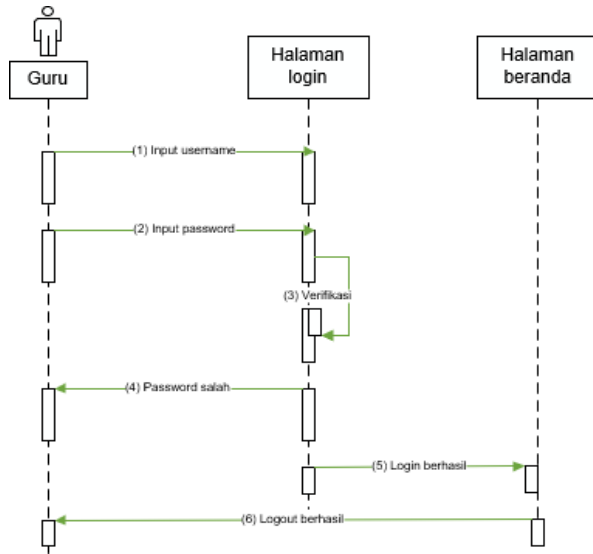 Guru
Halaman
login
Halaman
beranda
(1) Input username
(2) Input password
(3) Verifikasi
(4) Password salah
(5) Login berhasil
(6) Logout berhasil